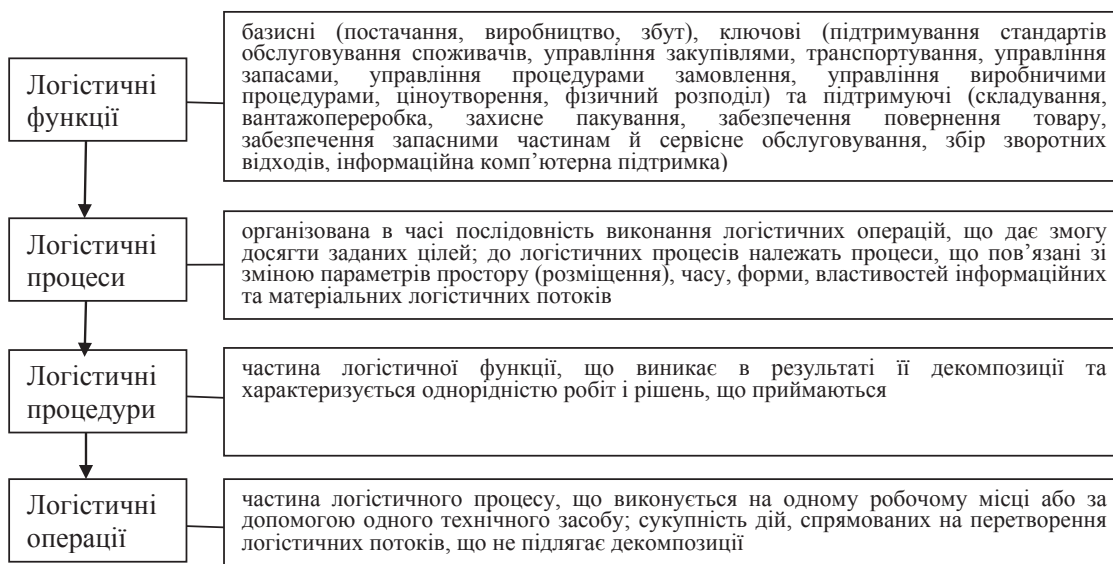 Логістичні
функції
базисні (постачання, виробництво, збут), ключові (підтримування стандартів
обслуговування споживачів, управління закупівлями, транспортування, управління
запасами, управління процедурами замовлення, управління виробничими
процедурами, ціноутворення, фізичний розподіл) та підтримуючі (складування,
вантажопереробка, захисне пакування, забезпечення повернення товару,
забезпечення запасними частинам й сервісне обслуговування, збір зворотних
відходів, інформаційна комп’ютерна підтримка)
Логістичні
процеси
організована в часі послідовність виконання логістичних операцій, що дає змогу
досягти заданих цілей; до логістичних процесів належать процеси, що пов’язані зі
зміною параметрів простору (розміщення), часу, форми, властивостей інформаційних
та матеріальних логістичних потоків
Логістичні
процедури
частина логістичної функції, що виникає в результаті її декомпозиції та
характеризується однорідністю робіт і рішень, що приймаються
Логістичні
операції
частина логістичного процесу, що виконується на одному робочому місці або за
допомогою одного технічного засобу; сукупність дій, спрямованих на перетворення
логістичних потоків, що не підлягає декомпозиції